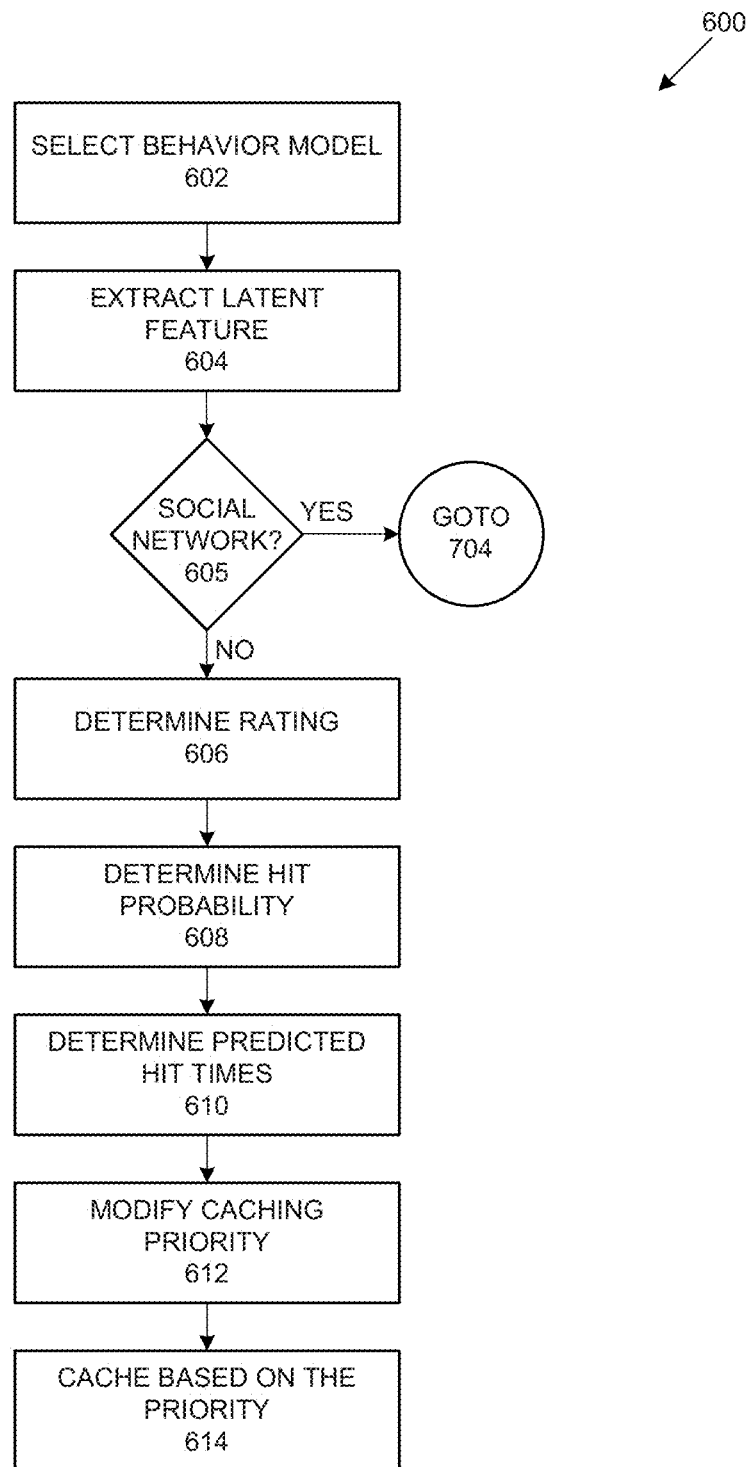 600
SELECT BEHAVIOR MODEL
602
EXTRACT LATENT
FEATURE
604
SOCIAL
NETWORK?
605
YES
GOTO
704
NO
DETERMINE RATING
606
DETERMINE HIT
PROBABILITY
608
DETERMINE PREDICTED
HIT TIMES
610
MODIFY CACHING
PRIORITY
612
CACHE BASED ON THE
PRIORITY
614